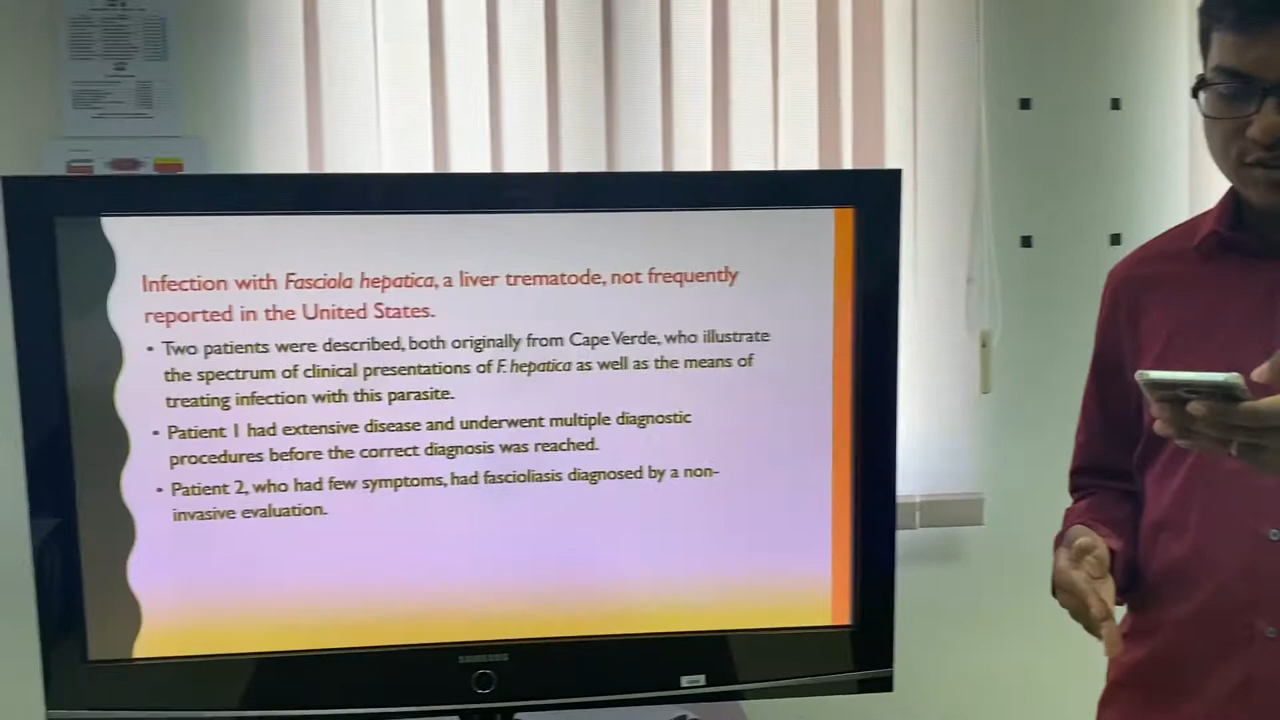 Infection with Fasciola hepatica, a liver trematode, not frequently
reported in the United States.
• Two patients were described, both originally from Cape Verde, who illustrate
the spectrum of clinical presentations of F. hepatica as well as the means of
treating infection with this parasite.
• Patient 1 had extensive disease and underwent multiple diagnostic
procedures before the correct diagnosis was reached.
• Patient 2, who had few symptoms, had fascioliasis diagnosed by a non-
invasive evaluation.
SAMSUNG